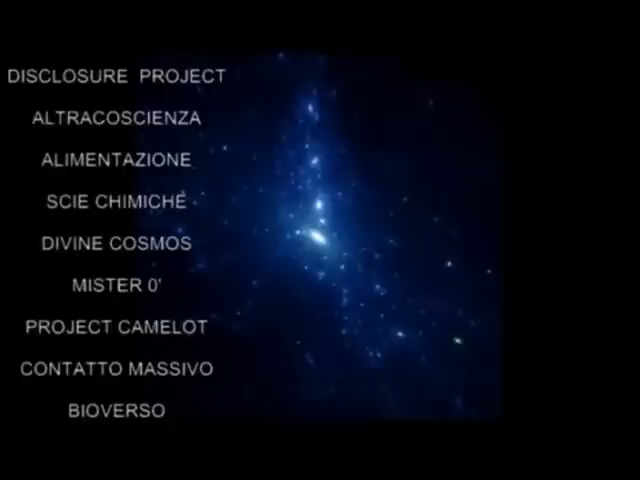 DISCLOSURE PROJECT
ALTRACOSCIENZA
ALIMENTAZIONE
SCIE CHIMICHE
DIVINE COSMOS
MISTER 0'
PROJECT CAMELOT
CONTATTO MASSIVO
BIOVERSO